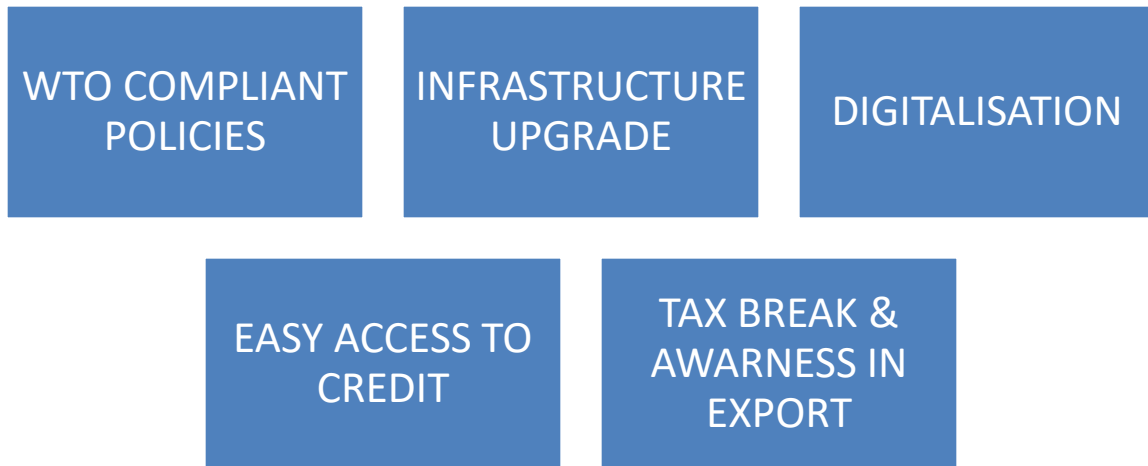 WTO COMPLIANT
POLICIES
INFRASTRUCTURE
UPGRADE
DIGITALISATION
EASY ACCESS TO
CREDIT
TAX BREAK &
AWARNESS IN
EXPORT